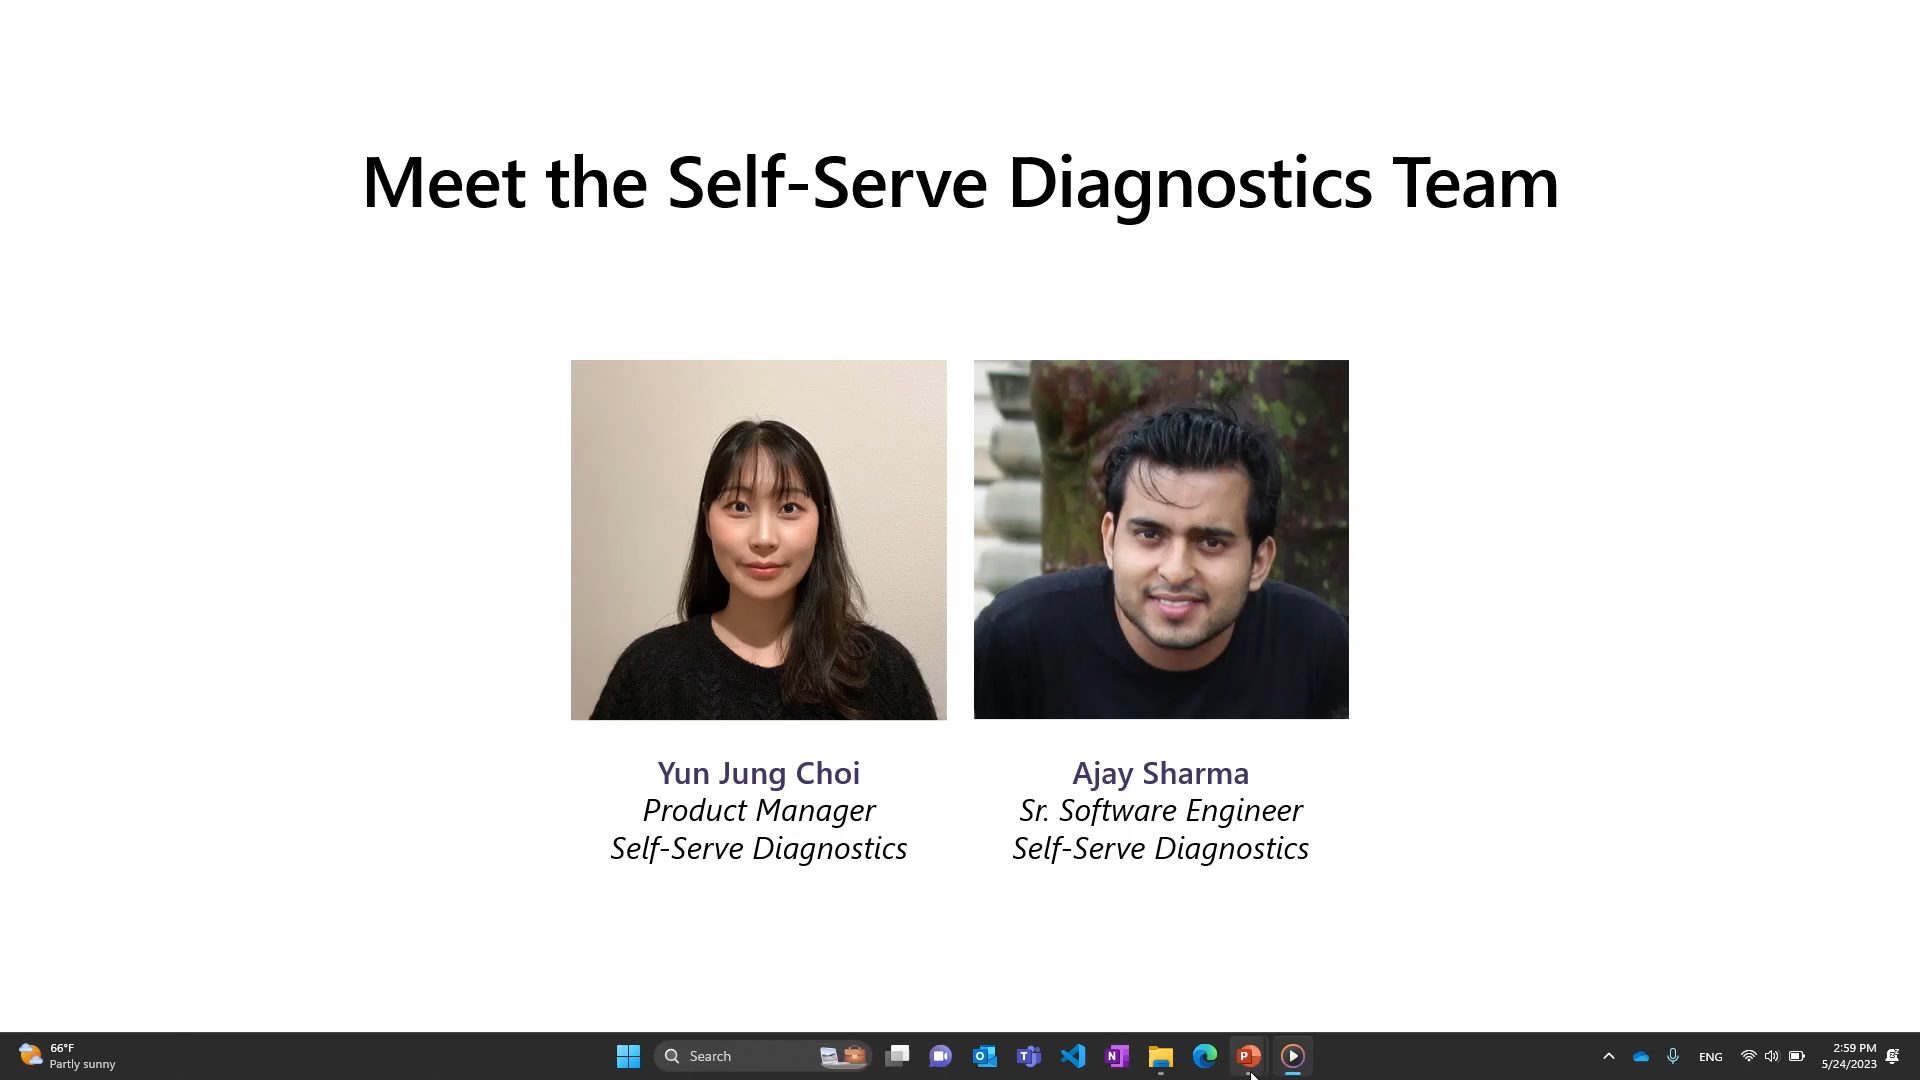 Meet the Self-Serve Diagnostics Team
Yun Jung Choi
Product Manager
Self-Serve Diagnostics
Ajay Sharma
Sr. Software Engineer
Self-Serve Diagnostics
66°F
Partly sunny
Search
ENG
2:59 PM
5/24/2023